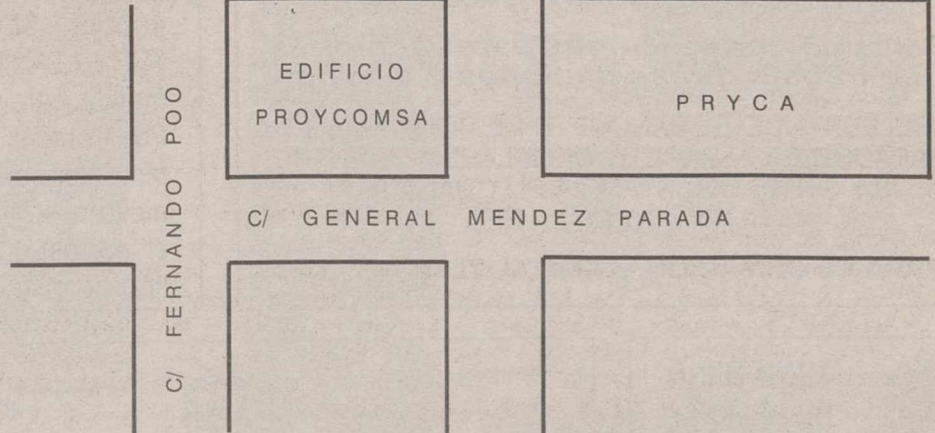 EDIFICIO
PROYCOMSA
PRYCA
C/ FERNANDO POO
C/ GENERAL MENDEZ PARADA